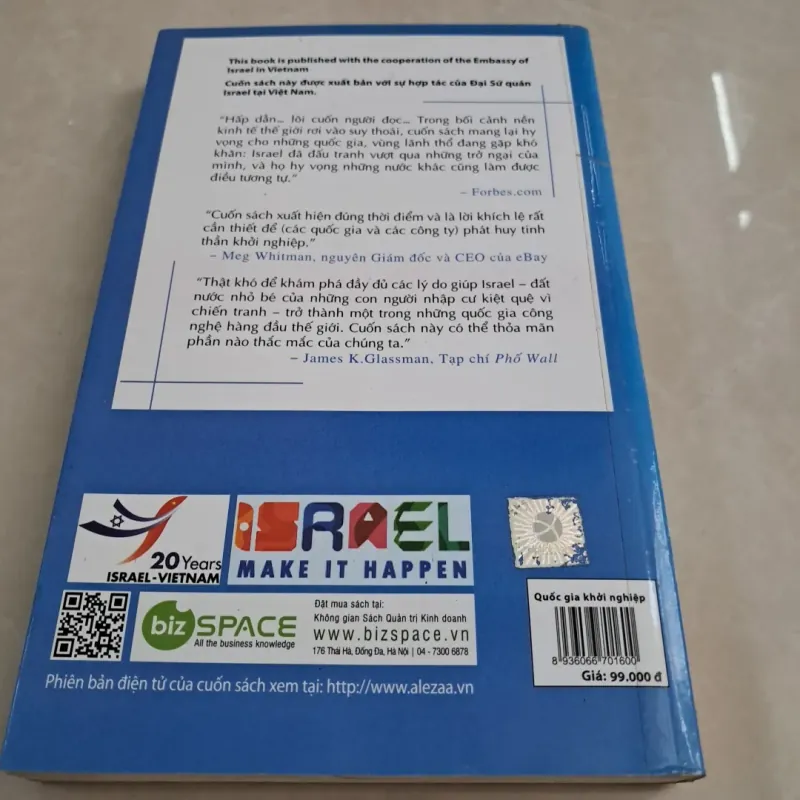 This book is published with the cooperation of the Embassy of
Israel in Vietnam
Cuốn sách này được xuất bản với sự hợp tác của Đại Sứ quán
Israel tại Việt Nam.
“Hấp dẫn... lôi cuốn người đọc... Trong bối cảnh nền
kinh tế thế giới rơi vào suy thoái, cuốn sách mang lại hy
vọng cho những quốc gia, vùng lãnh thổ đang gặp khó
khăn: Israel đã đấu tranh vượt qua những trở ngại của
mình, và họ hy vọng những nước khác cũng làm được
điều tương tự.”
– Forbes.com
“Cuốn sách xuất hiện đúng thời điểm và là lời khích lệ rất
cần thiết để (các quốc gia và các công ty) phát huy tinh
thần khởi nghiệp.”
– Meg Whitman, nguyên Giám đốc và CEO của eBay
“Thật khó để khám phá đầy đủ các lý do giúp Israel – đất
nước nhỏ bé của những con người nhập cư kiệt quệ vì
chiến tranh – trở thành một trong những quốc gia công
nghệ hàng đầu thế giới. Cuốn sách này có thể thỏa mãn
phần nào thắc mắc của chúng ta.”
– James K.Glassman, Tạp chí Phố Wall
20 Years
ISRAEL-VIETNAM
ISRAEL
MAKE IT HAPPEN
biz SPACE
All the business knowledge
Đặt mua sách tại:
Không gian Sách Quản trị Kinh doanh
www.bizspace.vn
176 Thái Hà, Đống Đa, Hà Nội | 04 - 7300 6878
Phiên bản điện tử của cuốn sách xem tại: http://www.alezaa.vn
Quốc gia khởi nghiệp
8 936066 701600
Giá: 99.000 đ